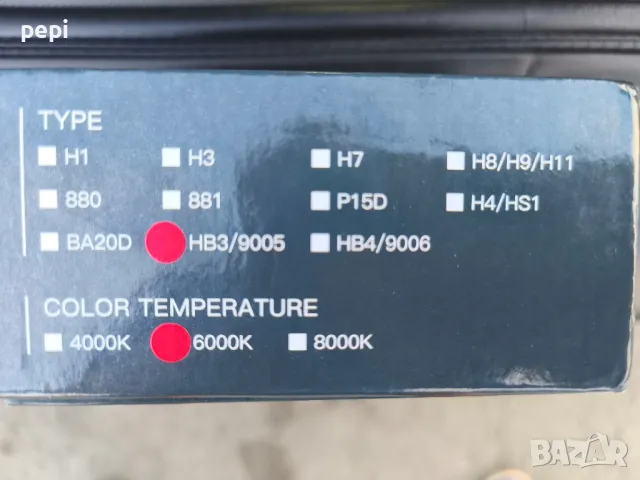 pepi
TYPE
H1 H3 H7 H8/H9/H11
880 881 P15D H4/HS1
BA20D HB3/9005 HB4/9006
COLOR TEMPERATURE
4000K 6000K 8000K
BAZAR